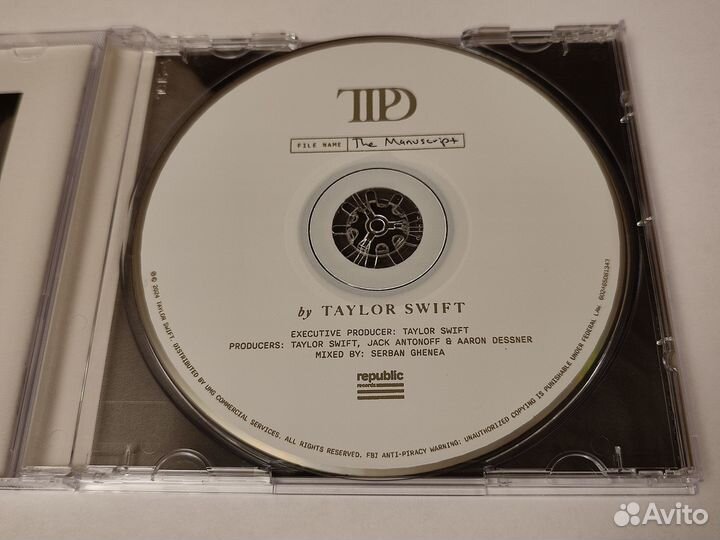 TTPD
FILE NAME | The Manuscript
by TAYLOR SWIFT
EXECUTIVE PRODUCER: TAYLOR SWIFT
PRODUCERS: TAYLOR SWIFT, JACK ANTONOFF & AARON DESSNER
MIXED BY: SERBAN GHENEA
republic
records
℗© 2024 TAYLOR SWIFT. DISTRIBUTED BY UMG COMMERCIAL SERVICES. ALL RIGHTS RESERVED. FBI ANTI-PIRACY WARNING: UNAUTHORIZED COPYING IS PUNISHABLE UNDER FEDERAL LAW. 602465081343
Avito